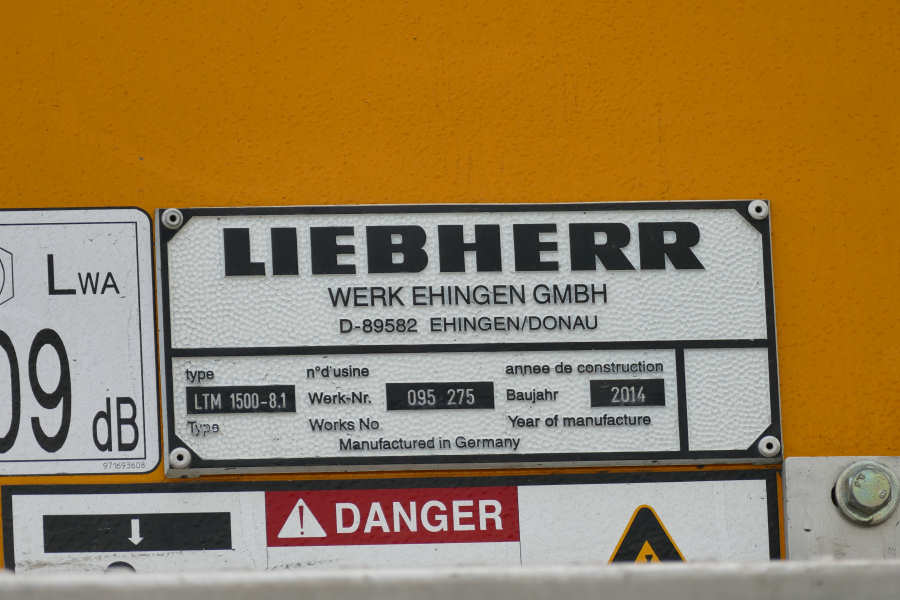 LIEBHERR
WERK EHINGEN GMBH
D-89582 EHINGEN/DONAU
type n°d'usine annee de construction
LTM 1500-8.1 Werk-Nr. 095 275 Baujahr 2014
Type Works No Year of manufacture
Manufactured in Germany
LWA
09 dB
971693608
DANGER